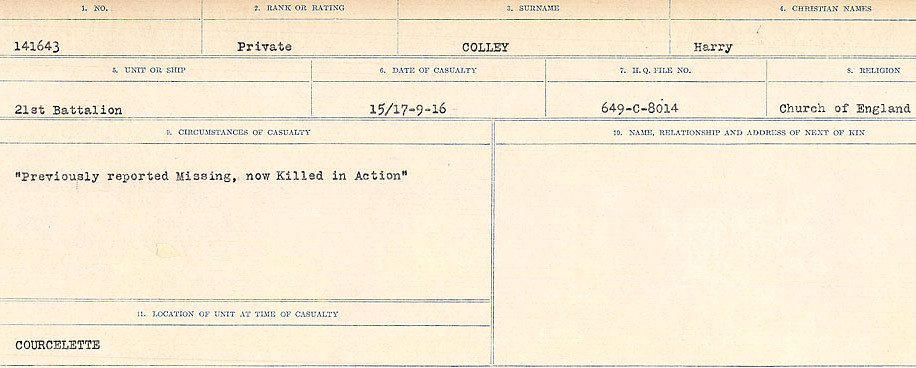 1. NO.
2. RANK OR RATING
3. SURNAME
4. CHRISTIAN NAMES
141643
Private
COLLEY
Harry
5. UNIT OR SHIP
6. DATE OF CASUALTY
7. H.Q. FILE NO.
8. RELIGION
21st Battalion
15/17-9-16
649-C-8014
Church of England
9. CIRCUMSTANCES OF CASUALTY
10. NAME, RELATIONSHIP AND ADDRESS OF NEXT OF KIN
"Previously reported Missing, now Killed in Action"
11. LOCATION OF UNIT AT TIME OF CASUALTY
COURCELETTE